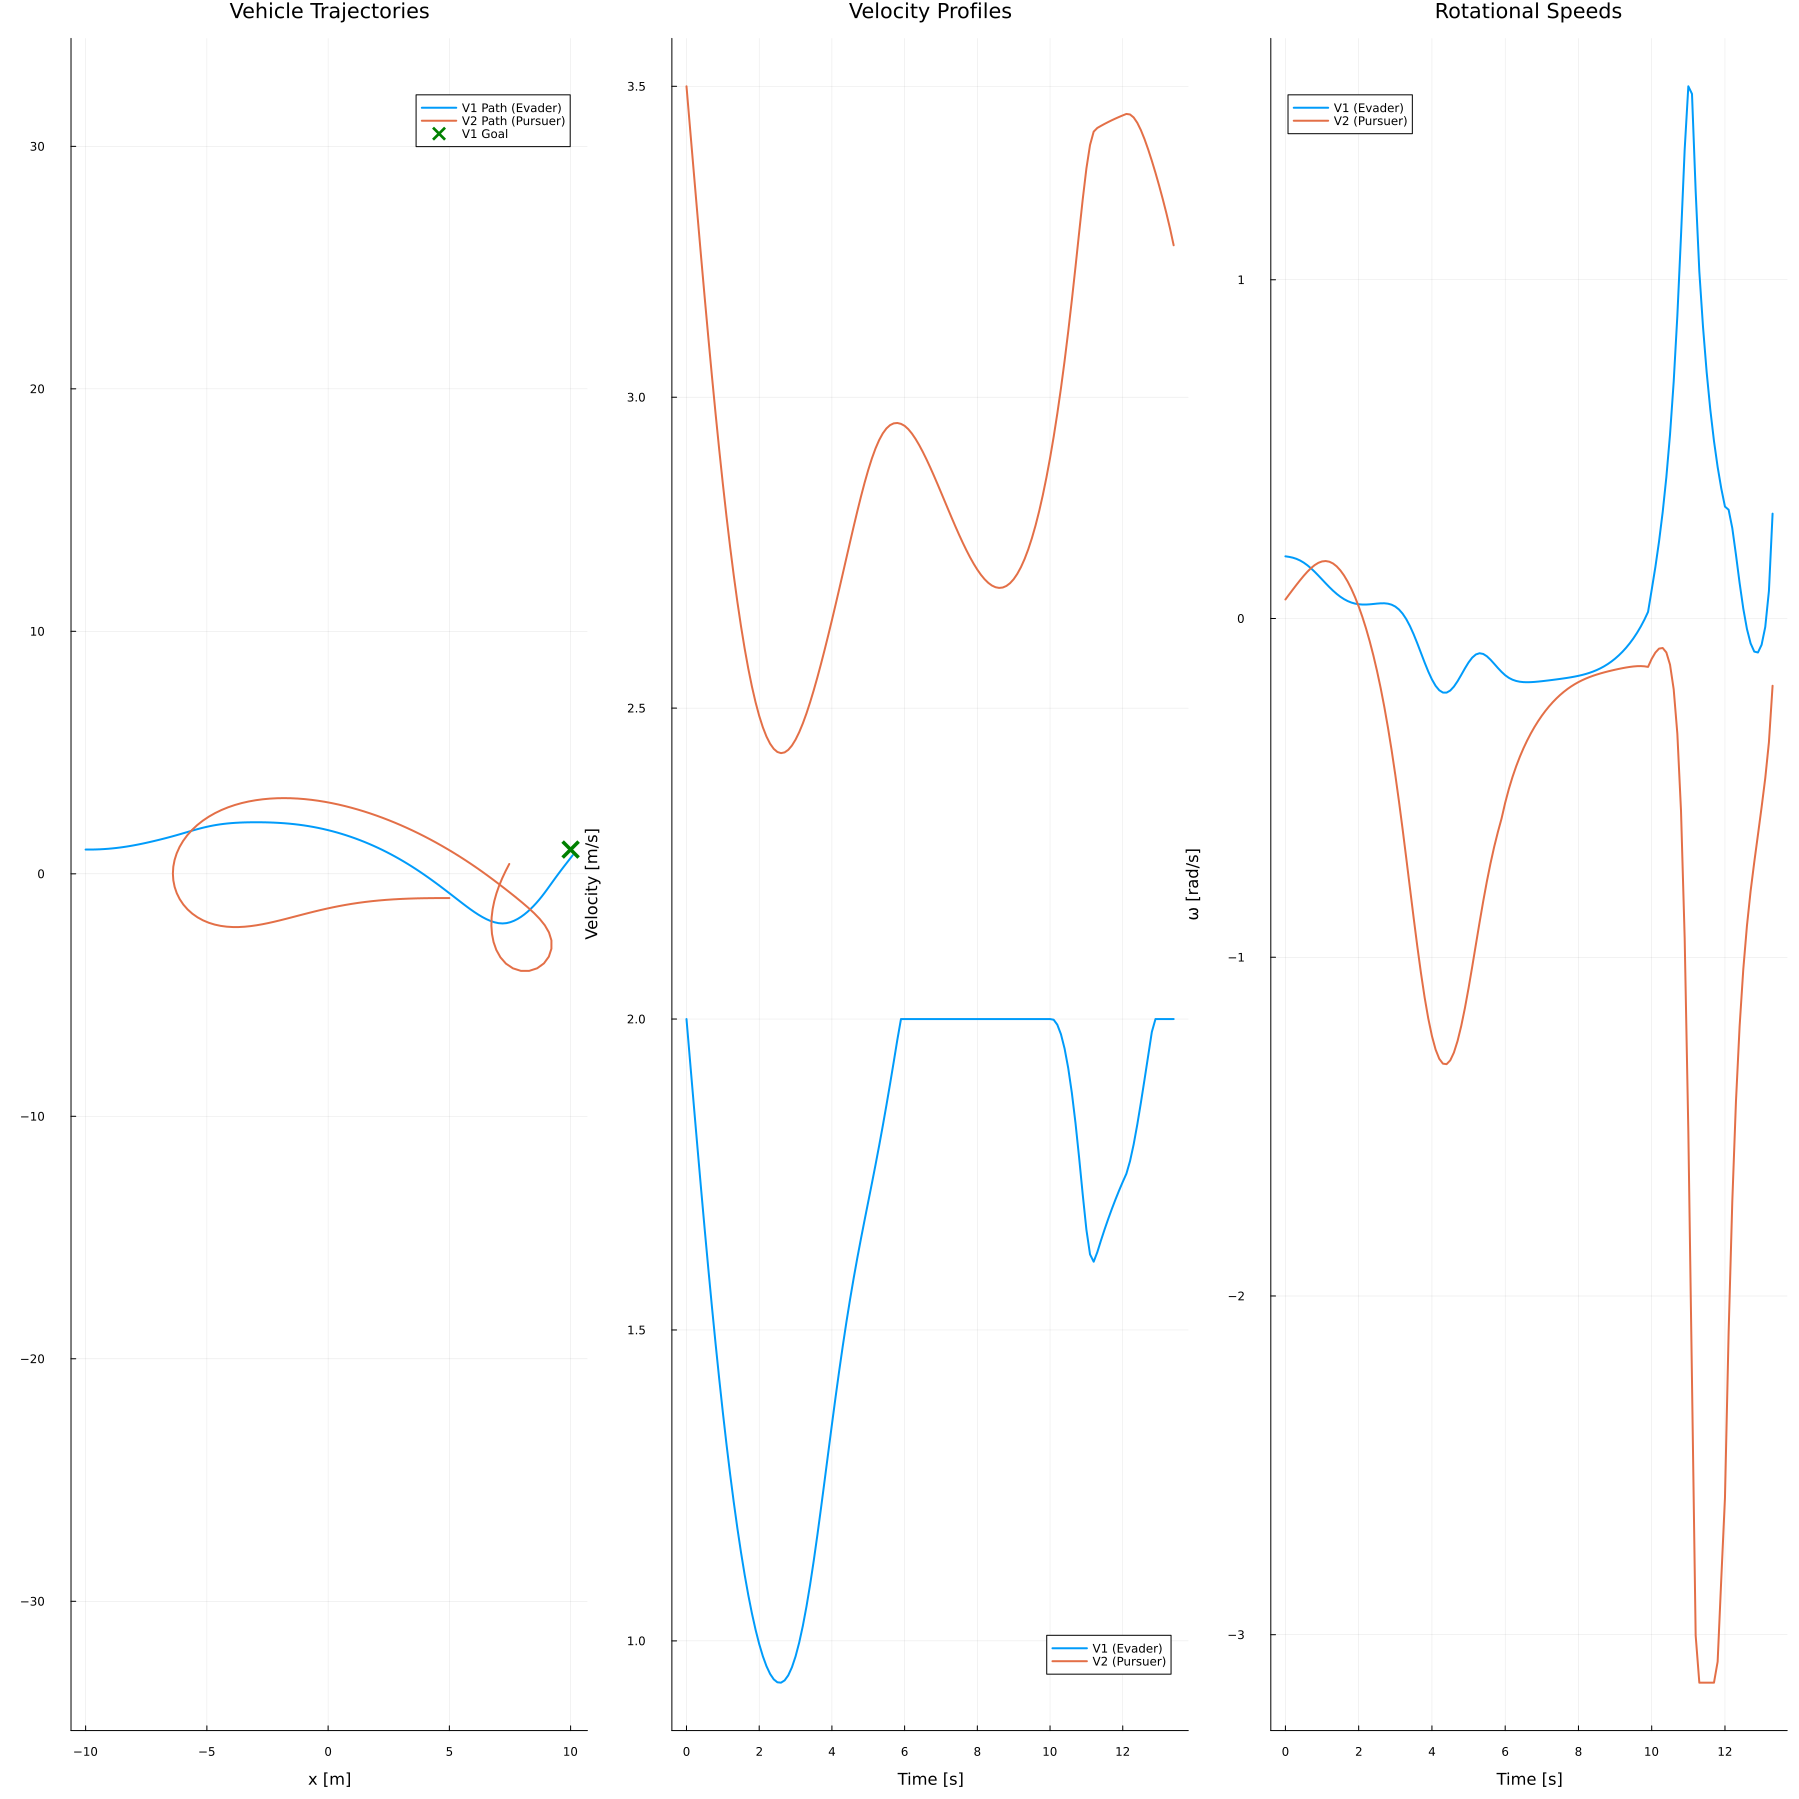 Vehicle Trajectories
V1 Path (Evader)
V2 Path (Pursuer)
V1 Goal
30
20
10
0
−10
−20
−30
−10
−5
0
5
10
x [m]
Velocity Profiles
Velocity [m/s]
3.5
3.0
2.5
2.0
1.5
1.0
V1 (Evader)
V2 (Pursuer)
0
2
4
6
8
10
12
Time [s]
Rotational Speeds
ω [rad/s]
V1 (Evader)
V2 (Pursuer)
1
0
−1
−2
−3
0
2
4
6
8
10
12
Time [s]